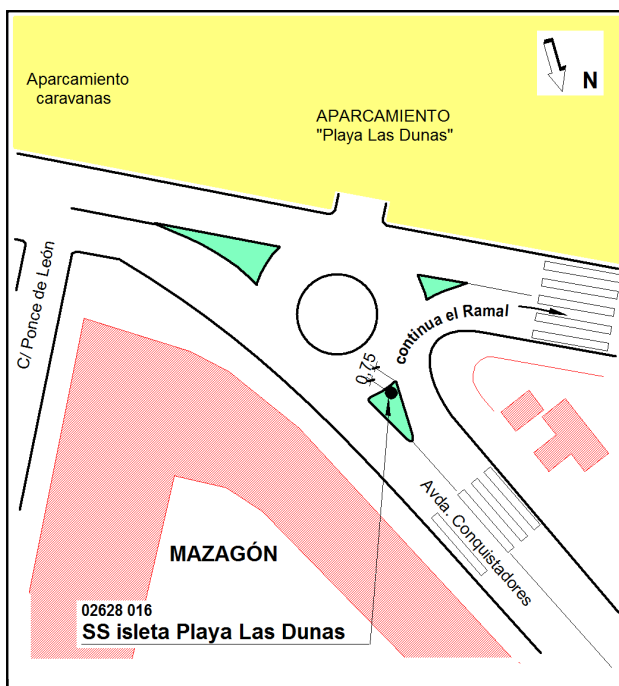 Aparcamiento
caravanas
APARCAMIENTO
"Playa Las Dunas"
N
C/ Ponce de León
continua el Ramal
0,75
Avda. Conquistadores
MAZAGÓN
02628 016
SS isleta Playa Las Dunas